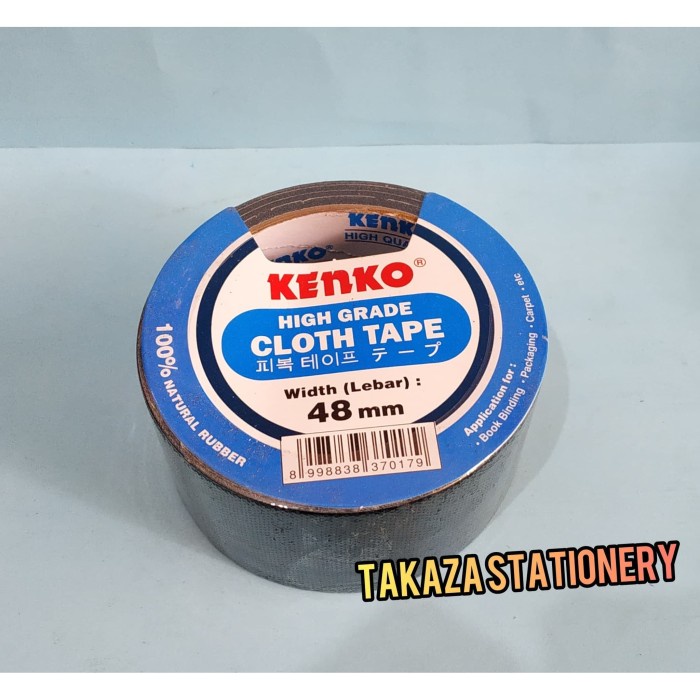 KENKO
HIGH QUA
KENKO®
HIGH GRADE
CLOTH TAPE
피복 테이프 テープ
Width (Lebar) :
48 mm
8 998838 370179
100% NATURAL RUBBER
Application for :
· Book Binding · Packaging · Carpet · etc
TAKAZA STATIONERY